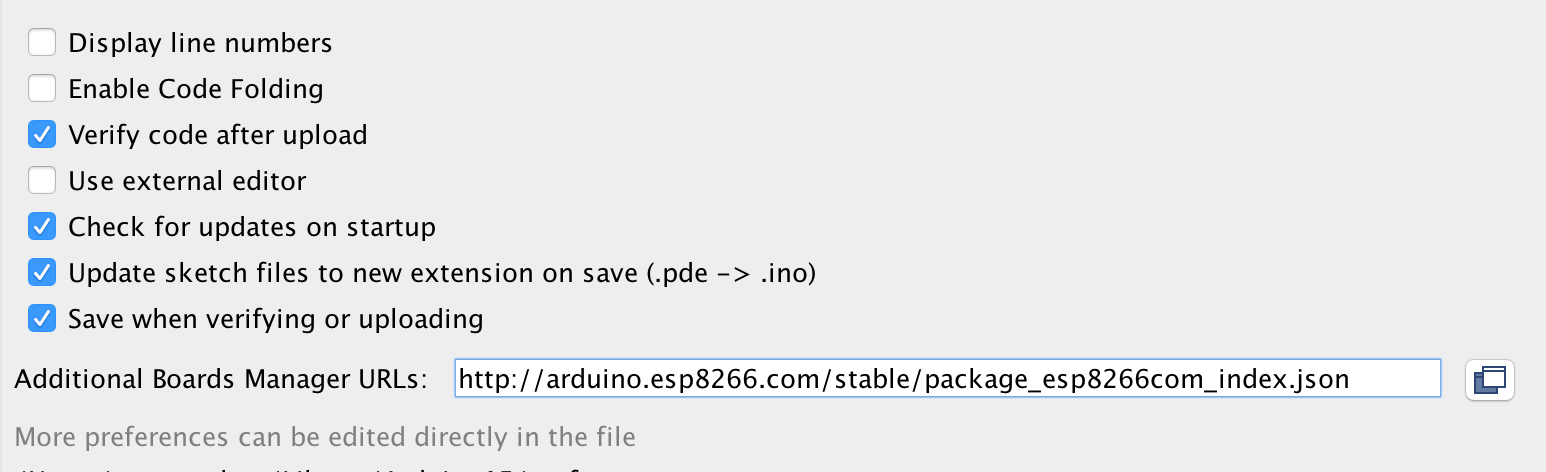 Display line numbers
Enable Code Folding
Verify code after upload
Use external editor
Check for updates on startup
Update sketch files to new extension on save (.pde -> .ino)
Save when verifying or uploading
Additional Boards Manager URLs: http://arduino.esp8266.com/stable/package_esp8266com_index.json
More preferences can be edited directly in the file